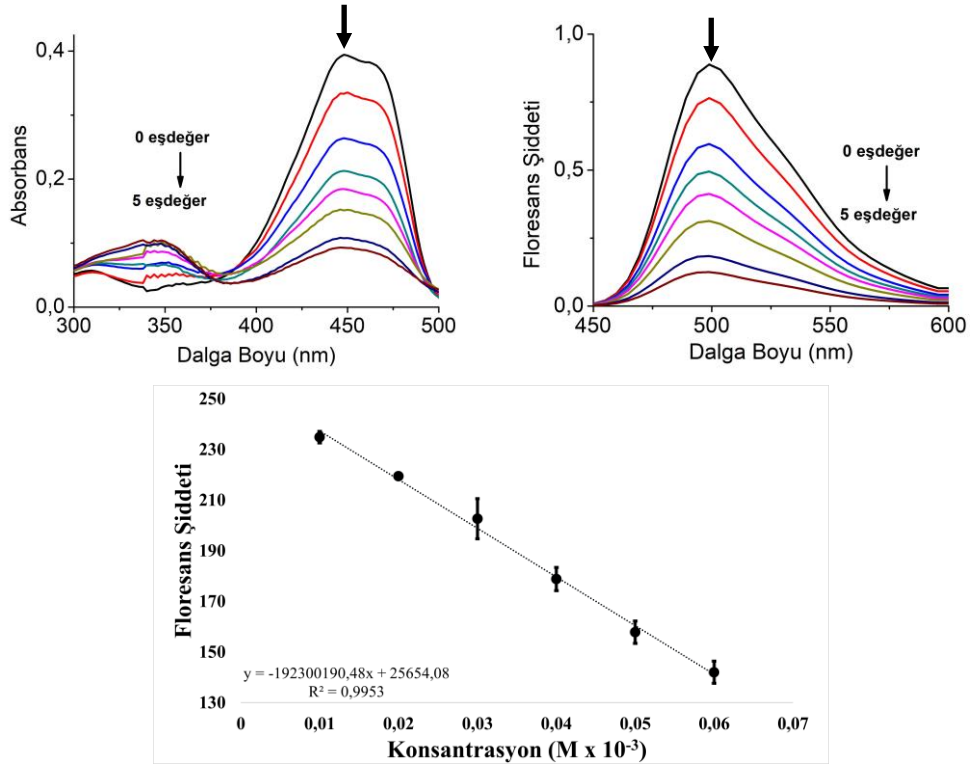 0,4
0,2
0,0
Absorbans
0 eşdeğer
5 eşdeğer
300 350 400 450 500
Dalga Boyu (nm)
1,0
0,5
0,0
Floresans Şiddeti
0 eşdeğer
5 eşdeğer
450 500 550 600
Dalga Boyu (nm)
250
230
210
190
170
150
130
Floresans Şiddeti
y = -192300190,48x + 25654,08
R² = 0,9953
0 0,01 0,02 0,03 0,04 0,05 0,06 0,07
Konsantrasyon (M x 10⁻³)